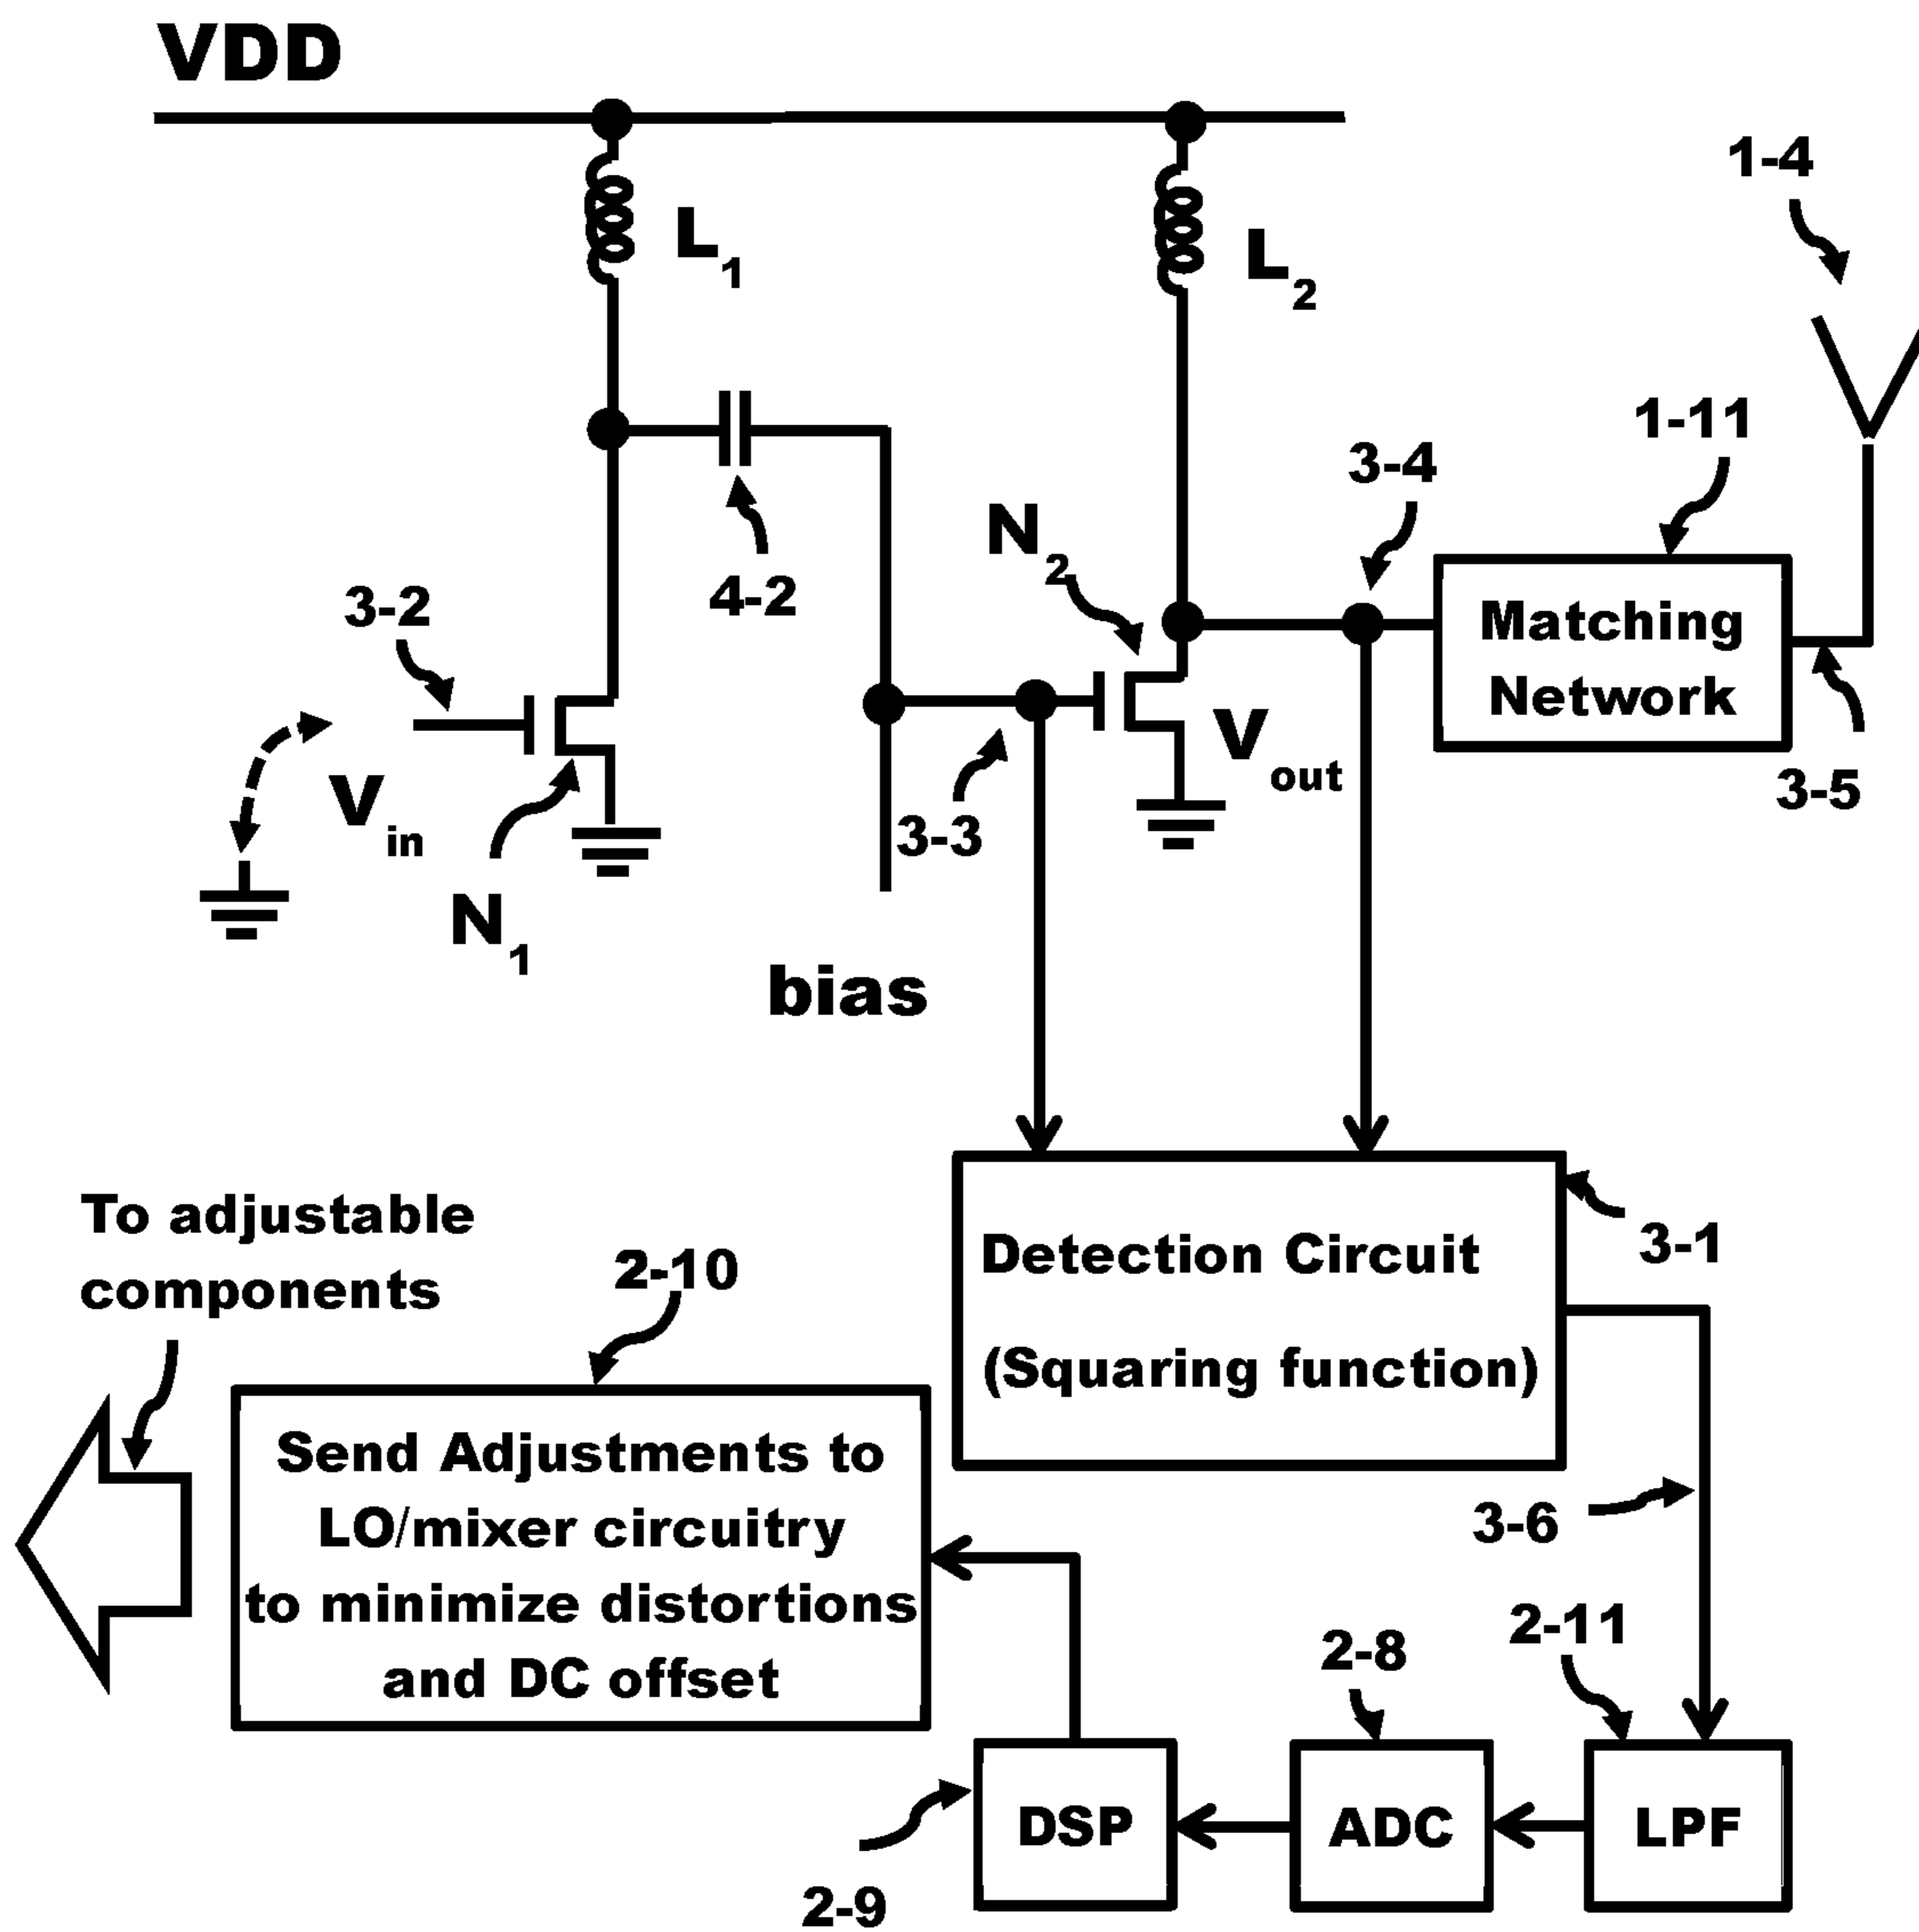 VDD
1-4
L1
L2
1-11
3-4
N2
3-2
4-2
Matching
Network
Vin
Vout
3-3
3-5
N1
bias
To adjustable
components
2-10
Detection Circuit
(Squaring function)
3-1
Send Adjustments to
LO/mixer circuitry
to minimize distortions
and DC offset
3-6
2-11
2-8
DSP
ADC
LPF
2-9